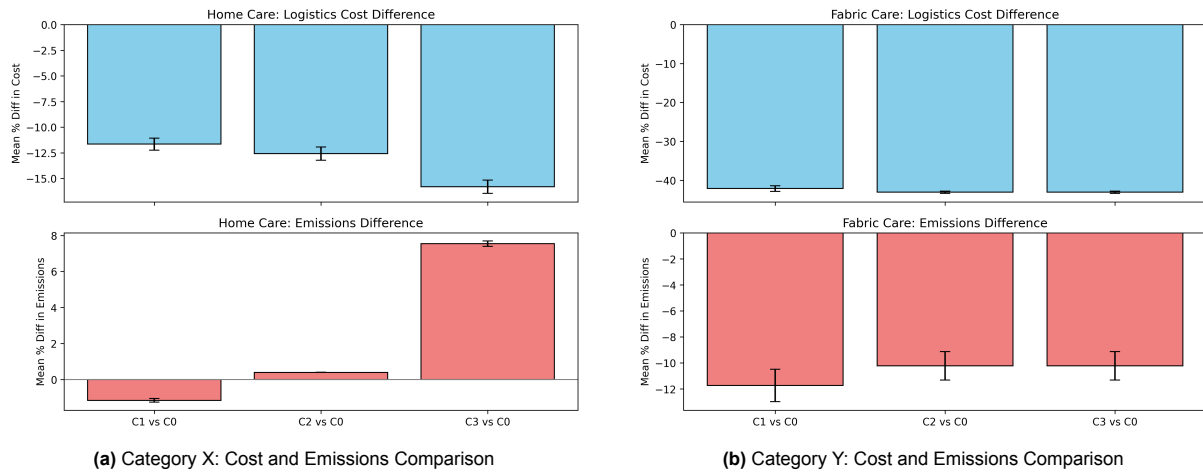 Home Care: Logistics Cost Difference
Mean % Diff in Cost
0.0
−2.5
−5.0
−7.5
−10.0
−12.5
−15.0
Home Care: Emissions Difference
Mean % Diff in Emissions
8
6
4
2
0
C1 vs C0 C2 vs C0 C3 vs C0
(a) Category X: Cost and Emissions Comparison
Fabric Care: Logistics Cost Difference
Mean % Diff in Cost
0
−10
−20
−30
−40
Fabric Care: Emissions Difference
Mean % Diff in Emissions
0
−2
−4
−6
−8
−10
−12
C1 vs C0 C2 vs C0 C3 vs C0
(b) Category Y: Cost and Emissions Comparison